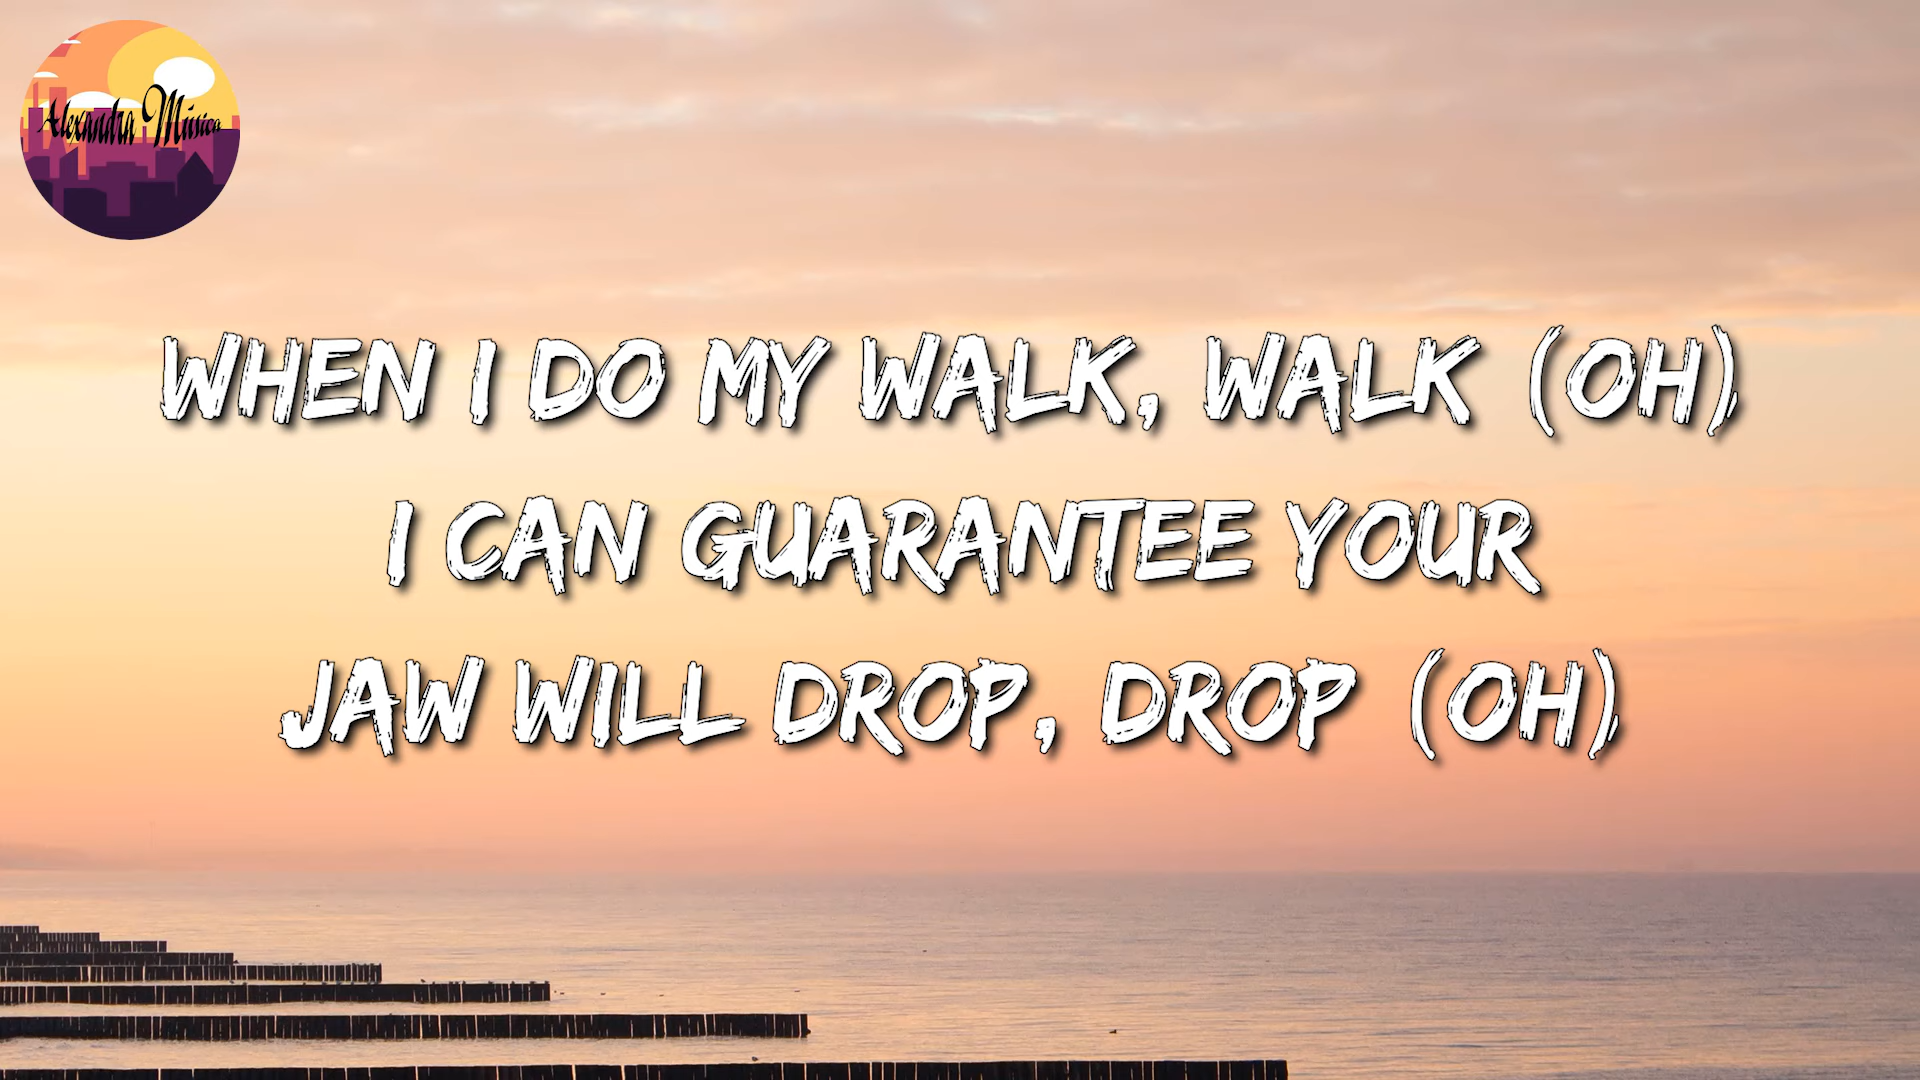 Alexandra Música
WHEN I DO MY WALK, WALK (OH)
I CAN GUARANTEE YOUR
JAW WILL DROP, DROP (OH)